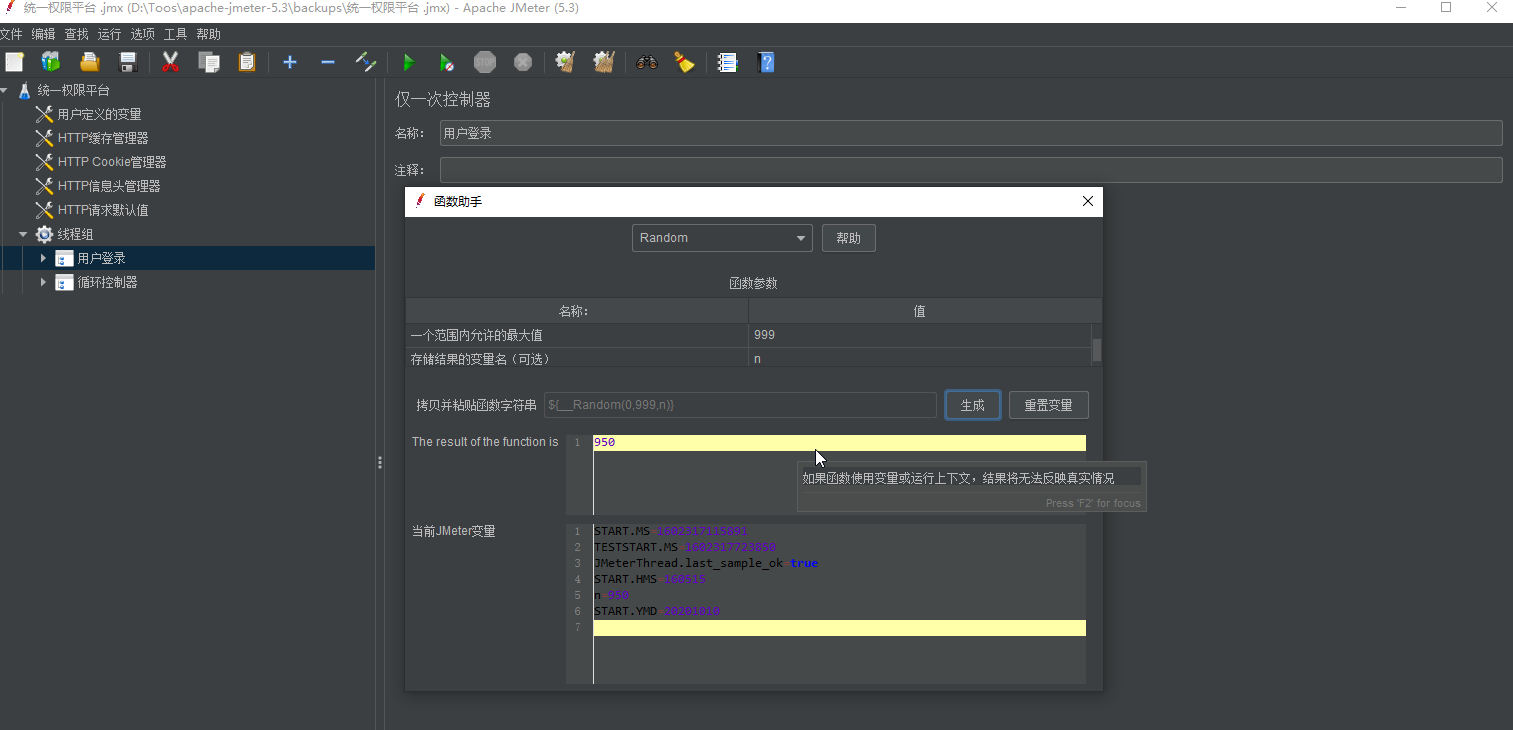 统一权限平台 .jmx (D:\Toos\apache-jmeter-5.3\backups\统一权限平台 .jmx) - Apache JMeter (5.3)
文件 编辑 查找 运行 选项 工具 帮助
STOP
统一权限平台
用户定义的变量
HTTP缓存管理器
HTTP Cookie管理器
HTTP信息头管理器
HTTP请求默认值
线程组
用户登录
循环控制器
仅一次控制器
名称： 用户登录
注释：
函数助手
Random 帮助
函数参数
名称： 值
一个范围内允许的最大值 999
存储结果的变量名（可选） n
拷贝并粘贴函数字符串 ${__Random(0,999,n)} 生成 重置变量
The result of the function is 1 950
如果函数使用变量或运行上下文，结果将无法反映真实情况
Press 'F2' for focus
当前JMeter变量
1 START.MS=1602317115891
2 TESTSTART.MS=1602317723850
3 JMeterThread.last_sample_ok=true
4 START.HMS=160515
5 n=950
6 START.YMD=20201010
7